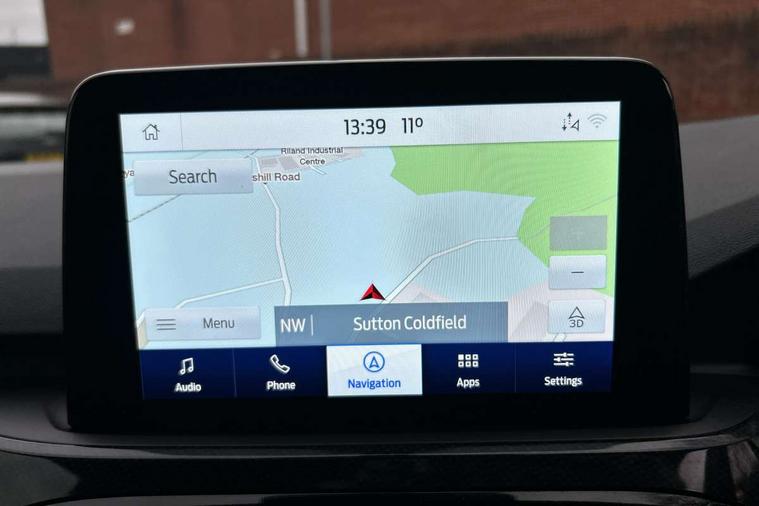 13:39 11°
Riland Industrial
Centre
ya
Search
shill Road
Menu
NW
Sutton Coldfield
3D
Audio
Phone
Navigation
Apps
Settings